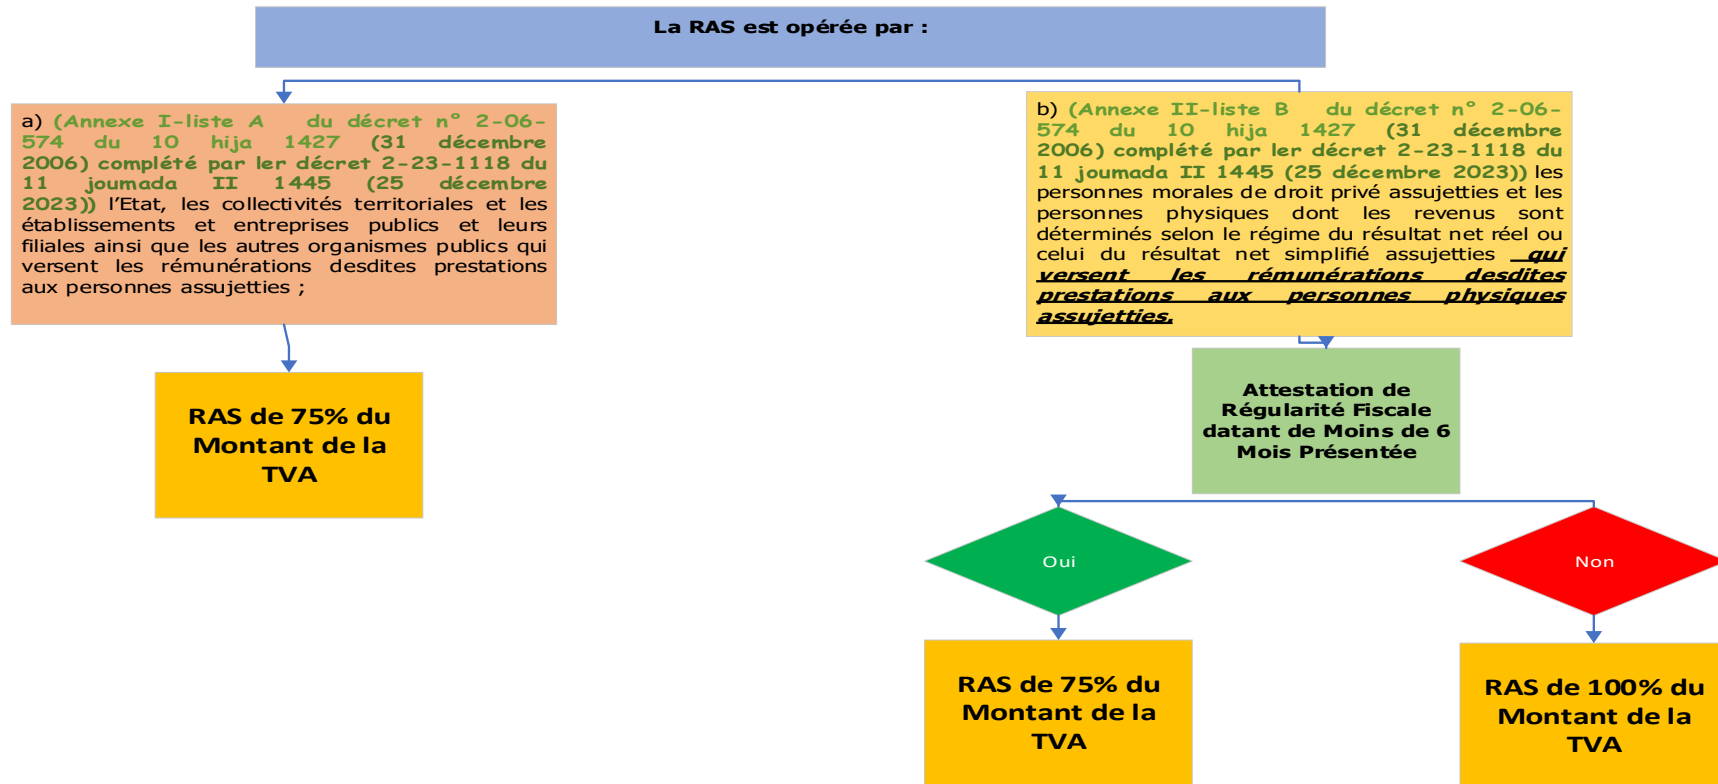 La RAS est opérée par :
a) (Annexe I-liste A du décret n° 2-06-
574 du 10 hija 1427 (31 décembre
2006) complété par ler décret 2-23-1118 du
11 joumada II 1445 (25 décembre
2023)) l’Etat, les collectivités territoriales et les
établissements et entreprises publics et leurs
filiales ainsi que les autres organismes publics qui
versent les rémunérations desdites prestations
aux personnes assujetties ;
b) (Annexe II-liste B du décret n° 2-06-
574 du 10 hija 1427 (31 décembre
2006) complété par ler décret 2-23-1118 du
11 joumada II 1445 (25 décembre 2023)) les
personnes morales de droit privé assujetties et les
personnes physiques dont les revenus sont
déterminés selon le régime du résultat net réel ou
celui du résultat net simplifié assujetties qui
versent les rémunérations desdites
prestations aux personnes physiques
assujetties.
RAS de 75% du
Montant de la
TVA
Attestation de
Régularité Fiscale
datant de Moins de 6
Mois Présentée
Oui
Non
RAS de 75% du
Montant de la
TVA
RAS de 100% du
Montant de la
TVA